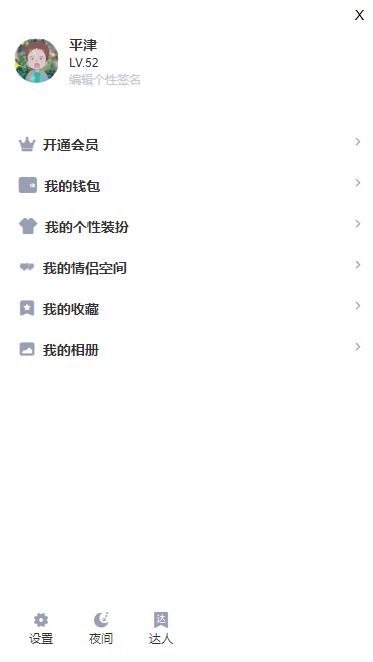 X
平津
LV.52
编辑个性签名
开通会员
我的钱包
我的个性装扮
我的情侣空间
我的收藏
我的相册
达
设置 夜间 达人